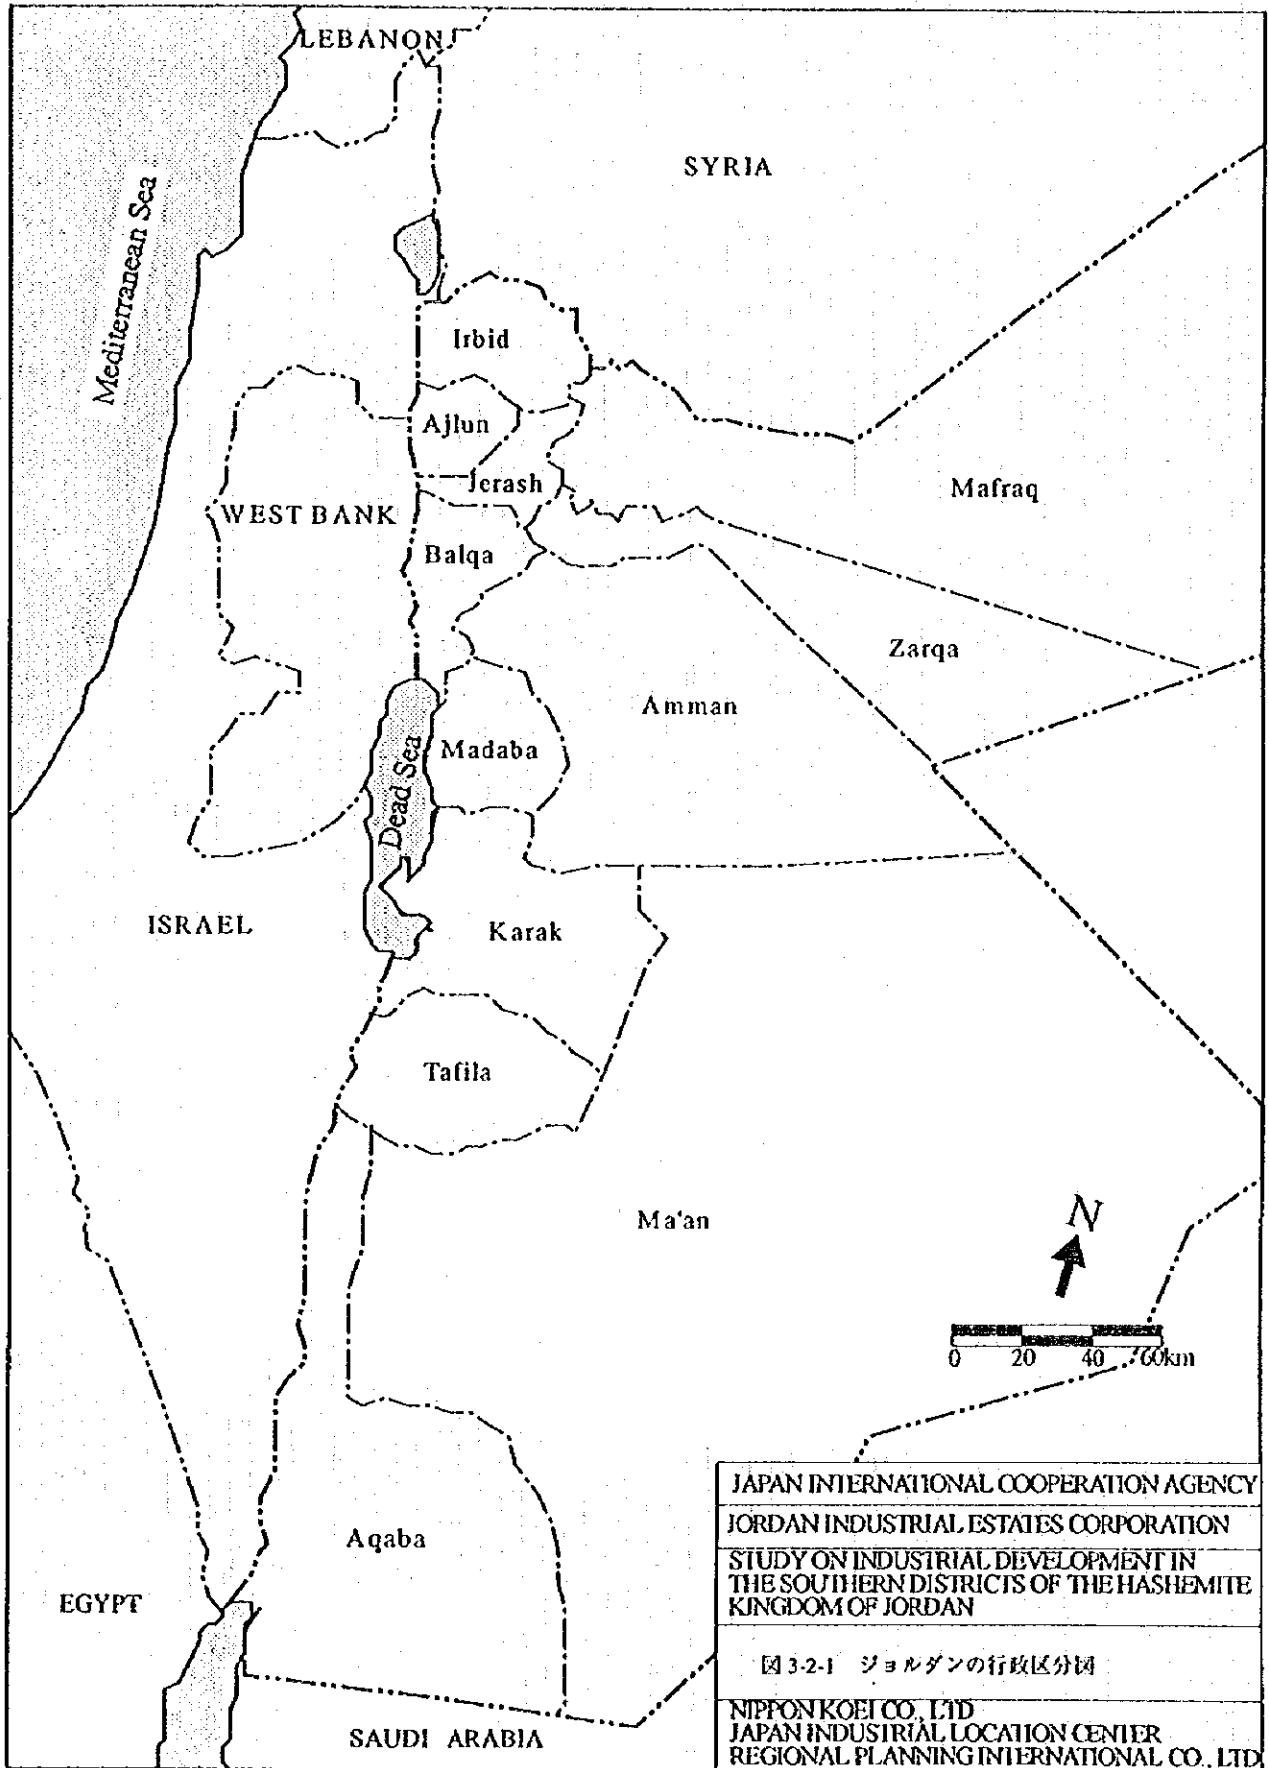 LEBANON
SYRIA
Mediterranean Sea
Irbid
Ajlun
Jerash
Mafraq
WEST BANK
Balqa
Zarqa
Amman
Madaba
Dead Sea
ISRAEL
Karak
Tafila
Ma'an
N
0 20 40 60km
Aqaba
EGYPT
SAUDI ARABIA
JAPAN INTERNATIONAL COOPERATION AGENCY
JORDAN INDUSTRIAL ESTATES CORPORATION
STUDY ON INDUSTRIAL DEVELOPMENT IN
THE SOUTHERN DISTRICTS OF THE HASHEMITE
KINGDOM OF JORDAN
図 3-2-1 ジョルダンの行政区分図
NIPPON KOEI CO., LTD
JAPAN INDUSTRIAL LOCATION CENTER
REGIONAL PLANNING INTERNATIONAL CO., LTD